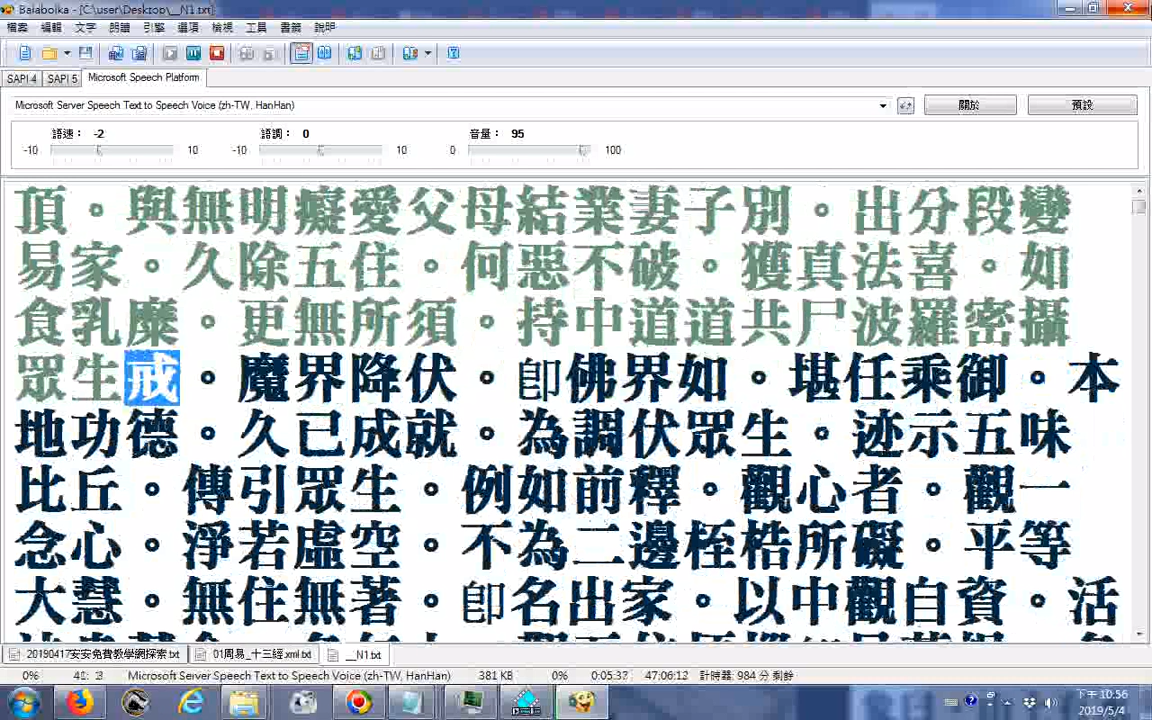 Balabolka - [C:\user\Desktop\__N1.txt]
檔案 編輯 文字 朗讀 引擎 選項 檢視 工具 書籤 說明
SAPI 4 SAPI 5 Microsoft Speech Platform
Microsoft Server Speech Text to Speech Voice (zh-TW, HanHan) 關於 預設
語速： -2 語調： 0 音量： 95
-10 10 -10 10 0 100
頂。與無明癡愛父母結業妻子別。出分段變
易家。久除五住。何惡不破。獲真法喜。如
食乳糜。更無所須。持中道道共尸波羅密攝
眾生戒。魔界降伏。即佛界如。堪任乘御。本
地功德。久已成就。為調伏眾生。迹示五味
比丘。傳引眾生。例如前釋。觀心者。觀一
念心。淨若虛空。不為二邊桎梏所礙。平等
大慧。無住無著。即名出家。以中觀自資。活
20190417安安免費教學網探索.txt 01周易_十三經.xml.txt __N1.txt
0% 41: 3 Microsoft Server Speech Text to Speech Voice (zh-TW, HanHan) 381 KB 0% 0:05:32 47:06:12 計時器: 984 分 剩餘
下午 10:56
2019/5/4